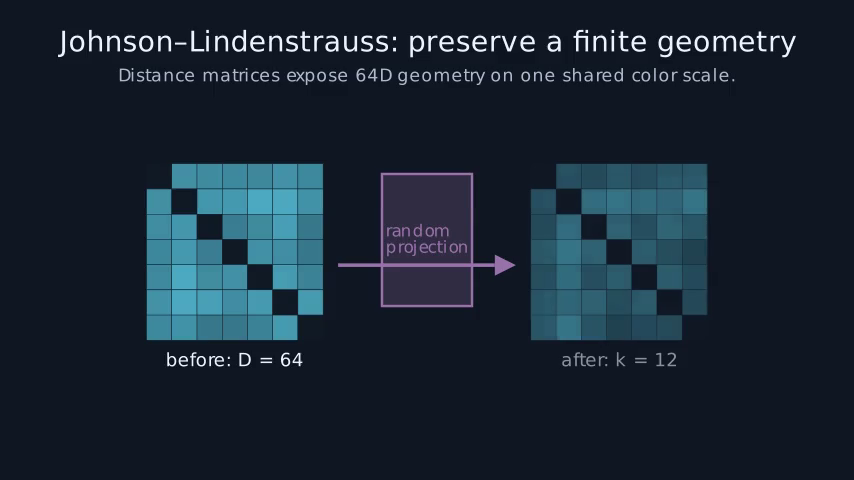 Johnson–Lindenstrauss: preserve a finite geometry
Distance matrices expose 64D geometry on one shared color scale.
random
projection
before: D = 64
after: k = 12